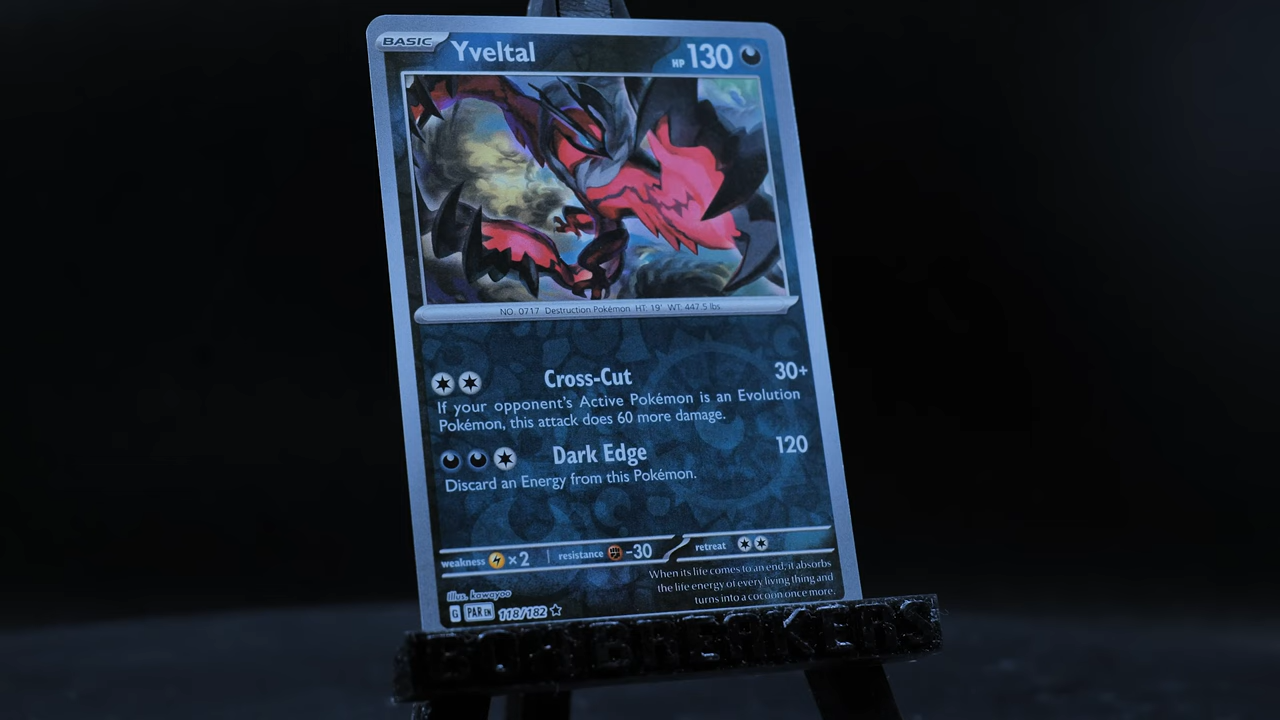 BASIC Yveltal HP 130
NO. 0717 Destruction Pokémon HT: 19' WT: 447.5 lbs
Cross-Cut 30+
If your opponent's Active Pokémon is an Evolution
Pokémon, this attack does 60 more damage.
Dark Edge 120
Discard an Energy from this Pokémon.
weakness ×2 resistance -30 retreat
When its life comes to an end, it absorbs
the life energy of every living thing and
turns into a cocoon once more.
Illus. kawayoo
G PAR EN 118/182
BOXBREAKERS